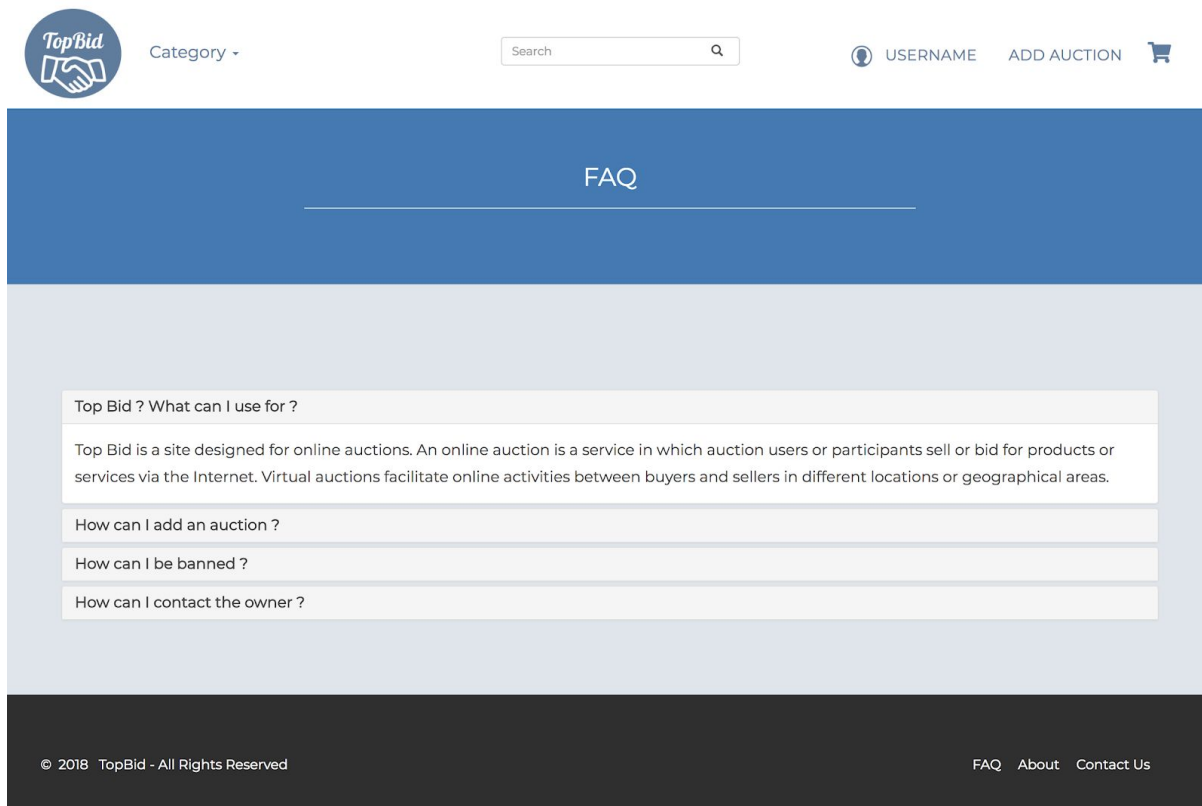 TopBid
Category
Search
USERNAME
ADD AUCTION
FAQ
Top Bid ? What can I use for ?
Top Bid is a site designed for online auctions. An online auction is a service in which auction users or participants sell or bid for products or
services via the Internet. Virtual auctions facilitate online activities between buyers and sellers in different locations or geographical areas.
How can I add an auction ?
How can I be banned ?
How can I contact the owner ?
© 2018 TopBid - All Rights Reserved
FAQ About Contact Us